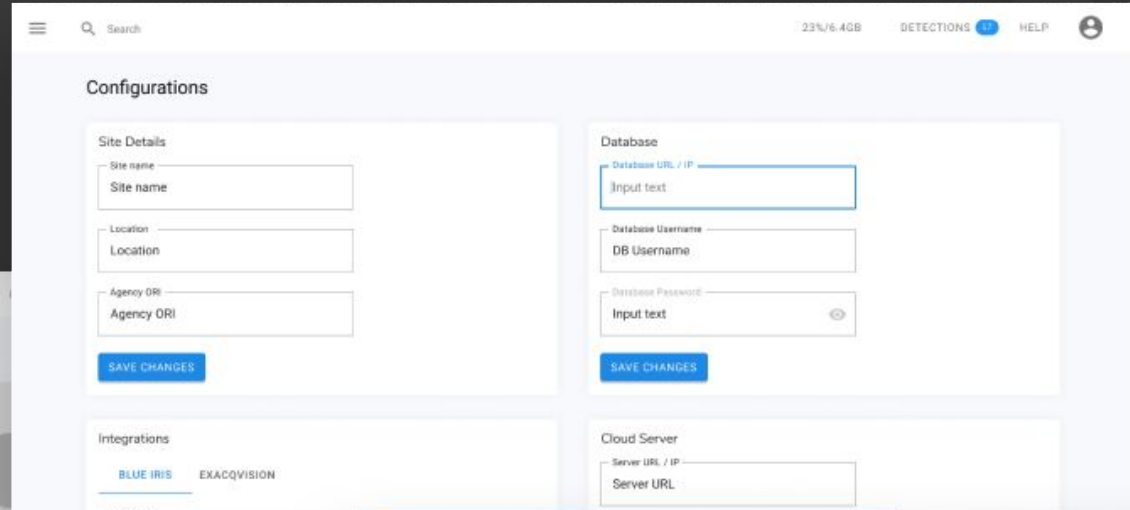 Search
23%/6.4GB
DETECTIONS 57
HELP
Configurations
Site Details
Site name
Site name
Location
Location
Agency ORI
Agency ORI
SAVE CHANGES
Database
Database URL / IP
Input text
Database Username
DB Username
Database Password
Input text
SAVE CHANGES
Integrations
BLUE IRIS
EXACQVISION
Cloud Server
Server URL / IP
Server URL